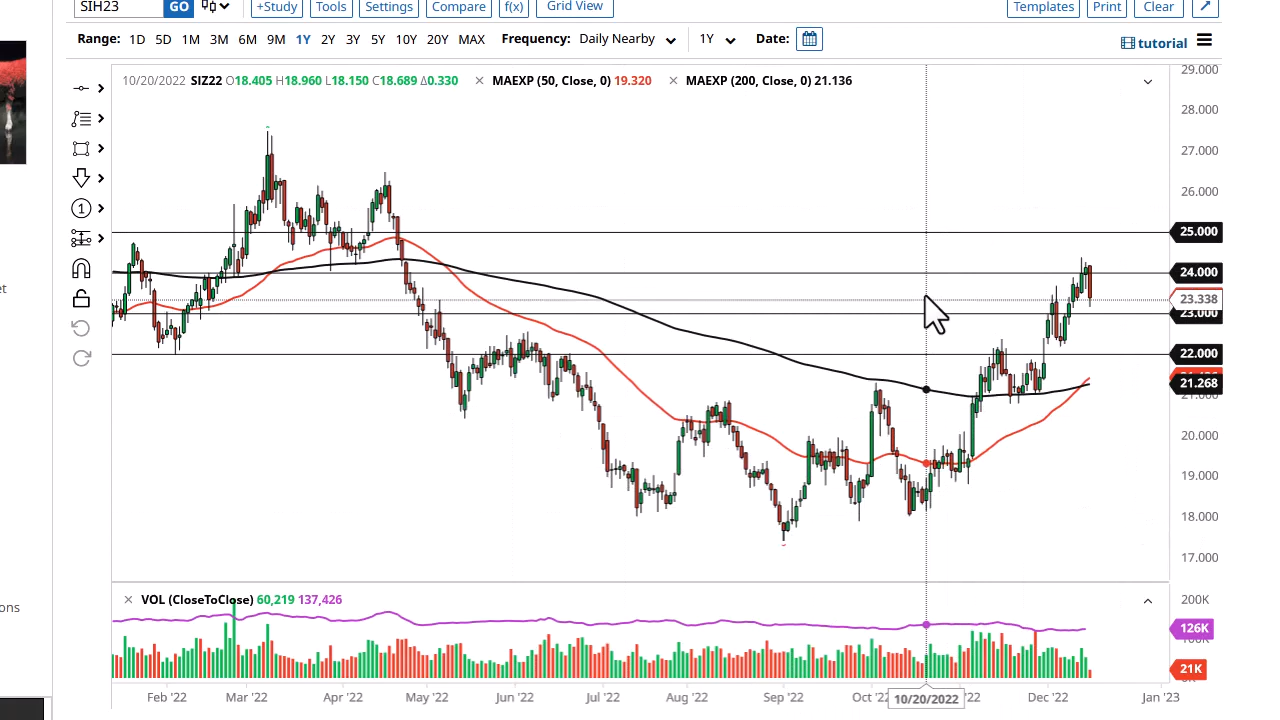 SIH23 GO +Study Tools Settings Compare f(x) Grid View Templates Print Clear
Range: 1D 5D 1M 3M 6M 9M 1Y 2Y 3Y 5Y 10Y 20Y MAX Frequency: Daily Nearby 1Y Date: tutorial
10/20/2022 SIZ22 O18.405 H18.960 L18.150 C18.689 Δ0.330 × MAEXP (50, Close, 0) 19.320 × MAEXP (200, Close, 0) 21.136
29.000
28.000
27.000
26.000
25.000
24.000
23.338
23.000
22.000
21.268
21.000
20.000
19.000
18.000
17.000
× VOL (CloseToClose) 60,219 137,426
200K
126K
21K
Feb '22 Mar '22 Apr '22 May '22 Jun '22 Jul '22 Aug '22 Sep '22 Oct 10/20/2022 '22 Dec '22 Jan '23
1
et
ons